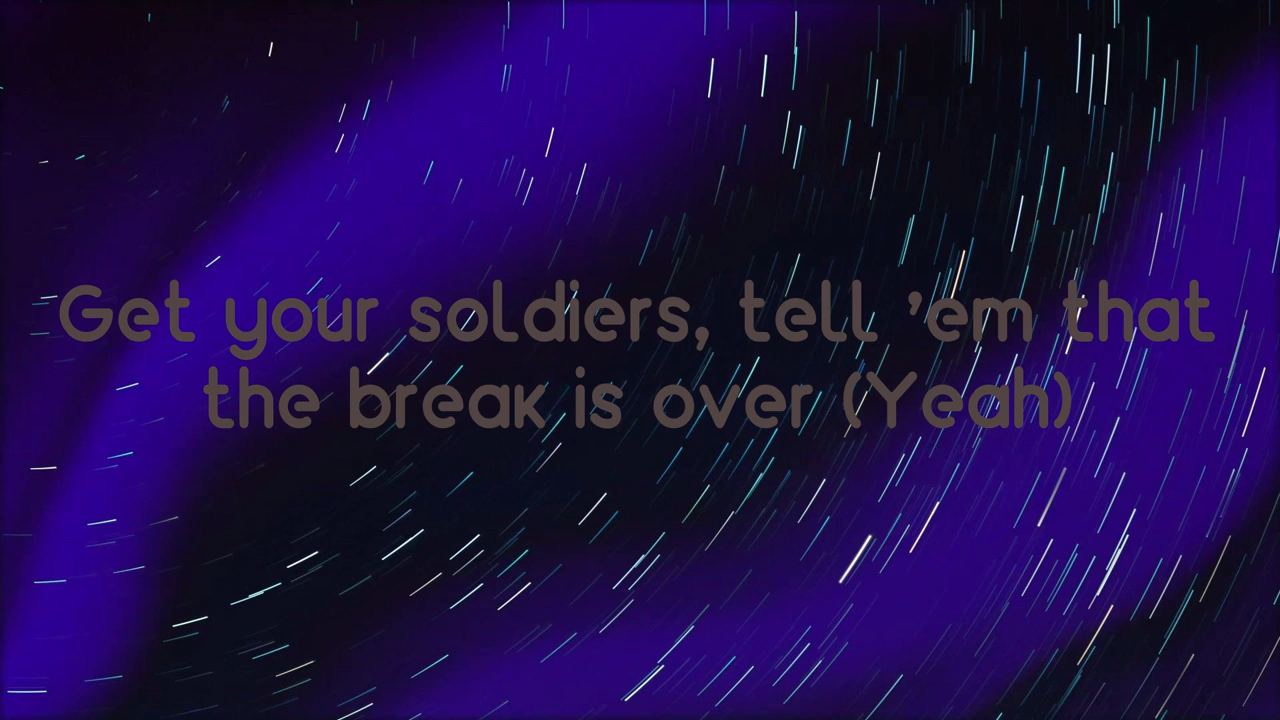 Get your soldiers, tell 'em that
the break is over (Yeah)